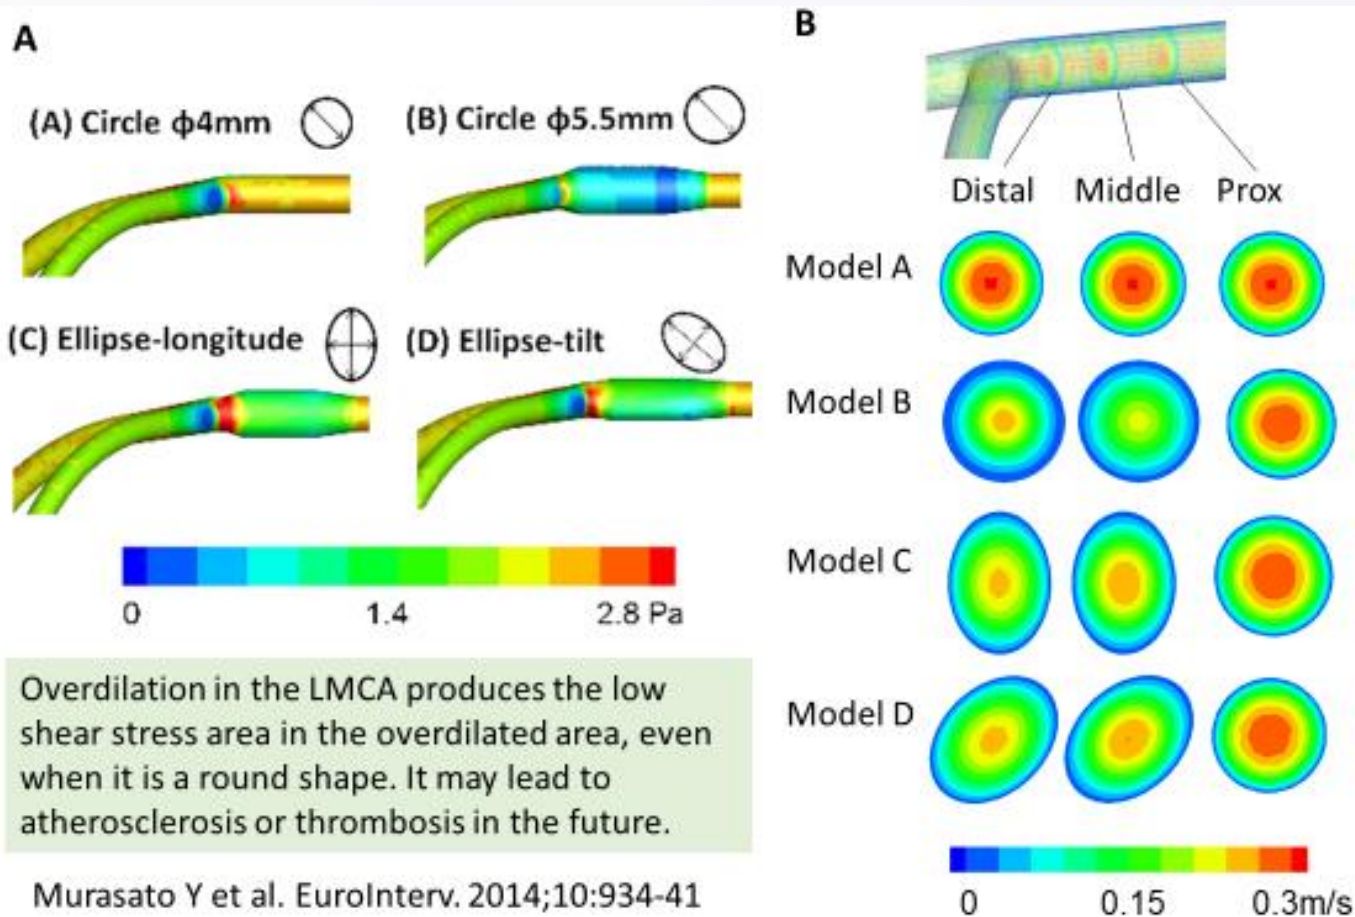 A
(A) Circle ϕ4mm
(B) Circle ϕ5.5mm
(C) Ellipse-longitude
(D) Ellipse-tilt
0 1.4 2.8 Pa
Overdilation in the LMCA produces the low
shear stress area in the overdilated area, even
when it is a round shape. It may lead to
atherosclerosis or thrombosis in the future.
Murasato Y et al. EuroInterv. 2014;10:934-41
B
Distal Middle Prox
Model A
Model B
Model C
Model D
0 0.15 0.3m/s